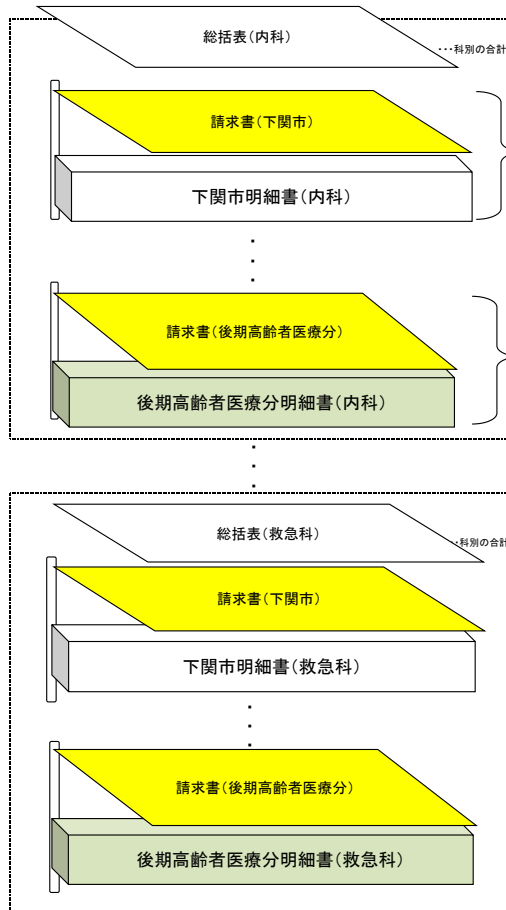 総括表(内科)
･･･科別の合計
請求書(下関市)
下関市明細書(内科)
請求書(後期高齢者医療分)
後期高齢者医療分明細書(内科)
総括表(救急科)
･･科別の合計
請求書(下関市)
下関市明細書(救急科)
請求書(後期高齢者医療分)
後期高齢者医療分明細書(救急科)